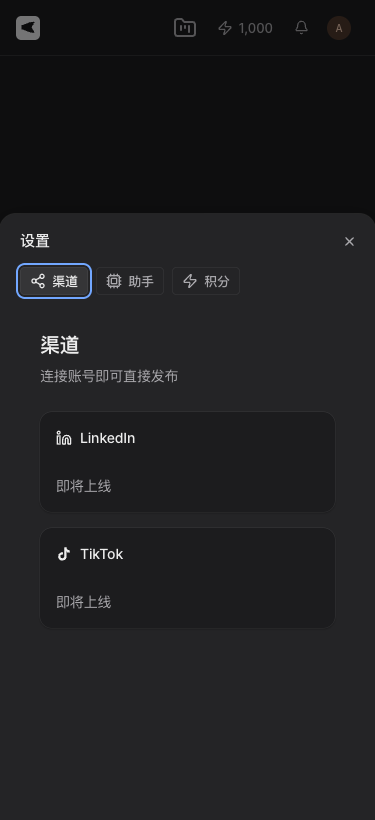 1,000
A
设置
渠道
助手
积分
渠道
连接账号即可直接发布
LinkedIn
即将上线
TikTok
即将上线